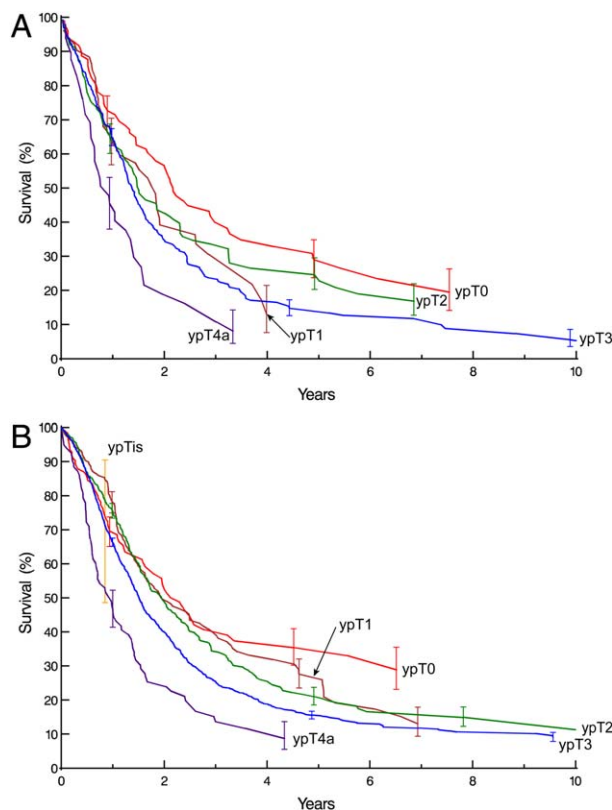 A
100
90
80
70
60
50
40
30
20
10
0
Survival (%)
ypT0
ypT2
ypT1
ypT4a
ypT3
0 2 4 6 8 10
Years
B
ypTis
100
90
80
70
60
50
40
30
20
10
0
Survival (%)
ypT1
ypT0
ypT2
ypT3
ypT4a
0 2 4 6 8 10
Years